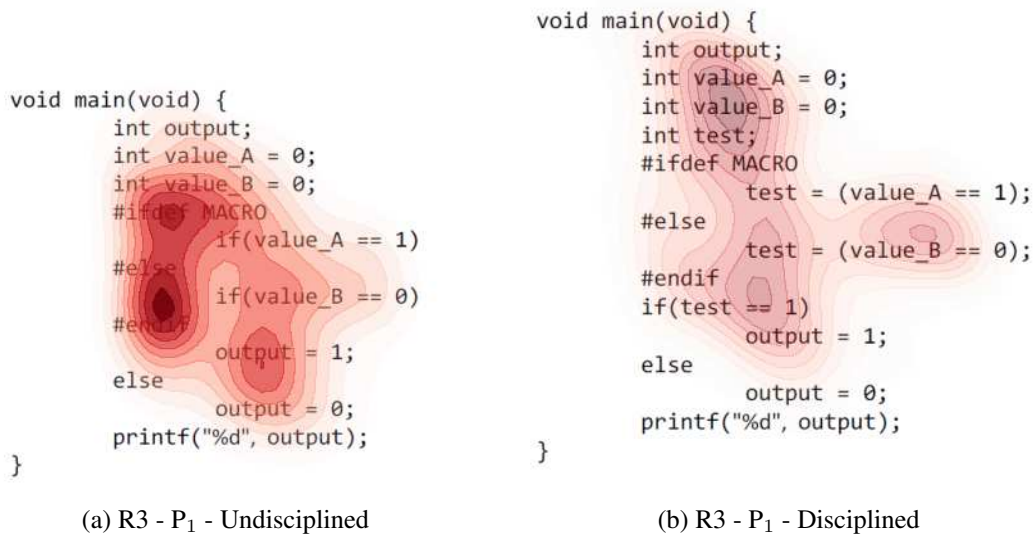 void main(void) {
int output;
int value_A = 0;
int value_B = 0;
#ifdef MACRO
if(value_A == 1)
#else
if(value_B == 0)
#endif
output = 1;
else
output = 0;
printf("%d", output);
}
(a) R3 - P1 - Undisciplined
void main(void) {
int output;
int value_A = 0;
int value_B = 0;
int test;
#ifdef MACRO
test = (value_A == 1);
#else
test = (value_B == 0);
#endif
if(test == 1)
output = 1;
else
output = 0;
printf("%d", output);
}
(b) R3 - P1 - Disciplined